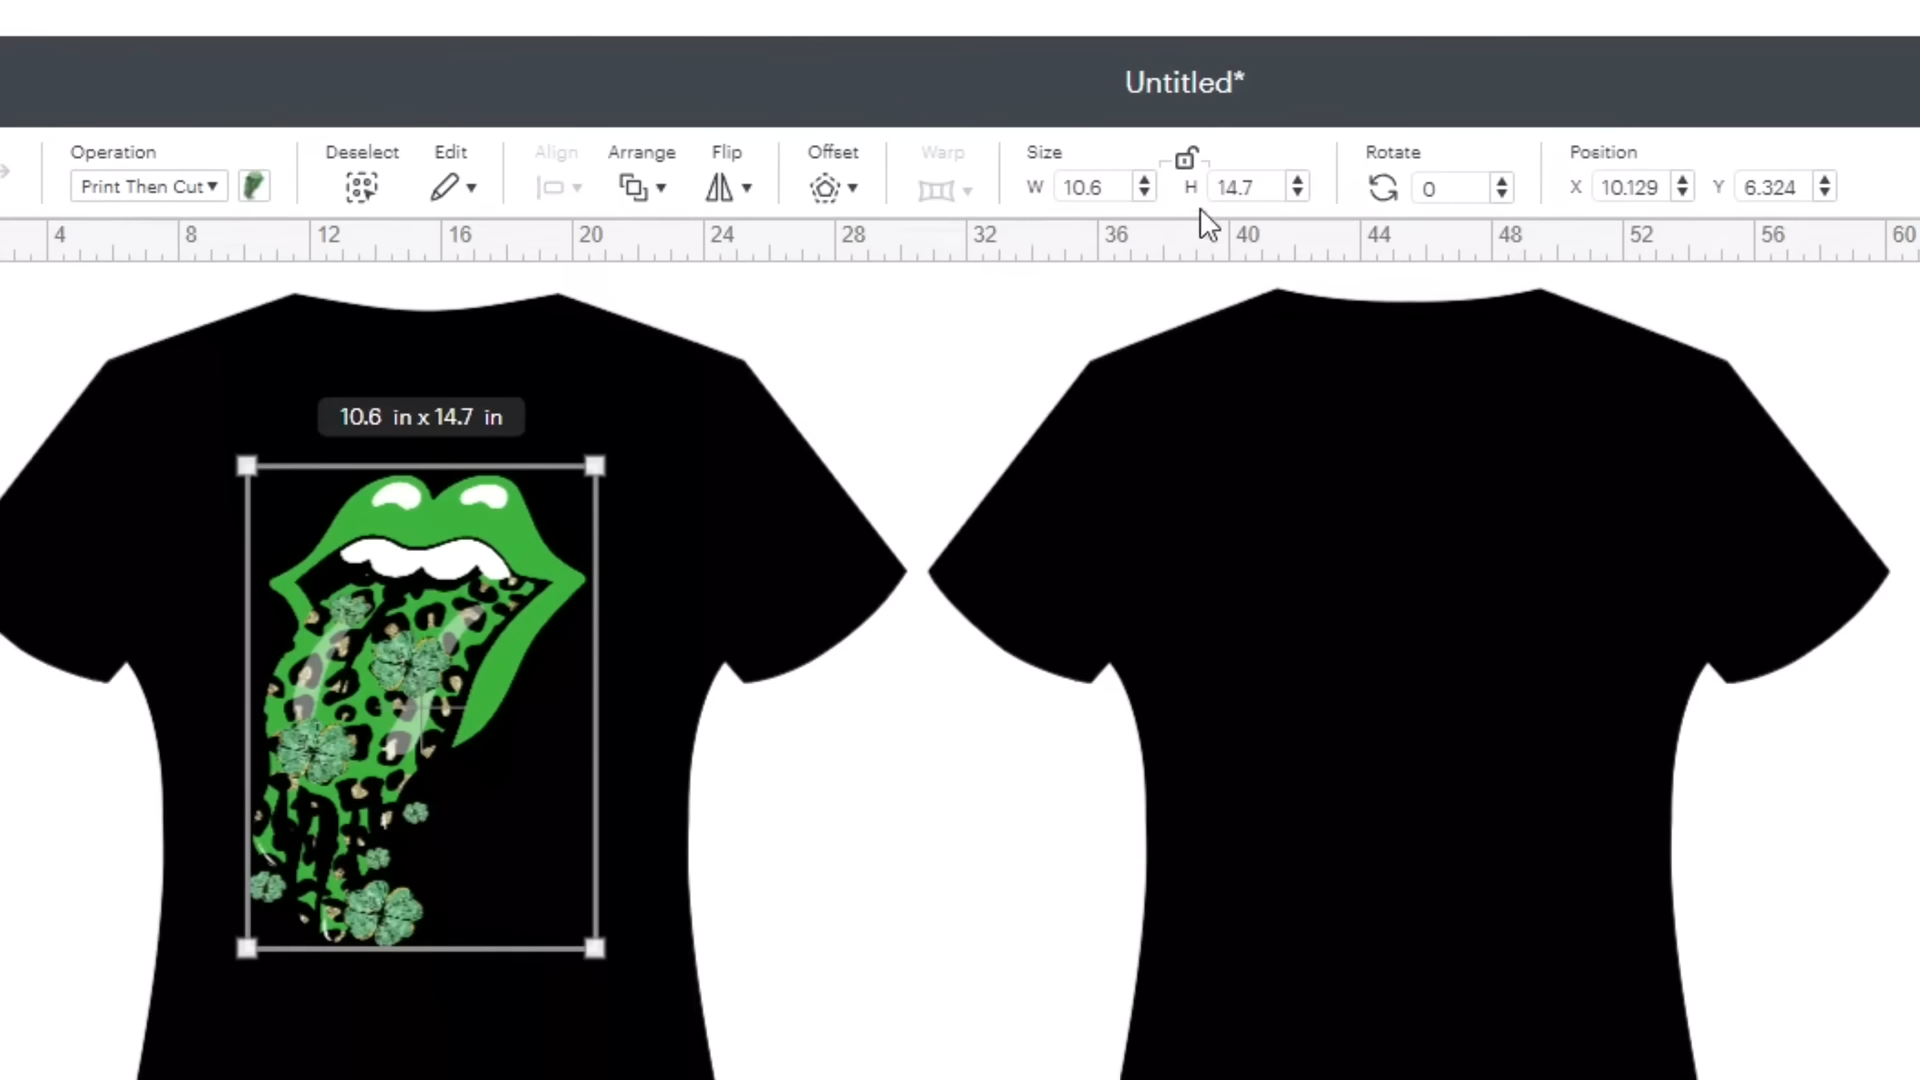 Untitled*
Operation Deselect Edit Align Arrange Flip Offset Warp Size Rotate Position
Print Then Cut W 10.6 H 14.7 0 X 10.129 Y 6.324
4 8 12 16 20 24 28 32 36 40 44 48 52 56 60
10.6 in x 14.7 in